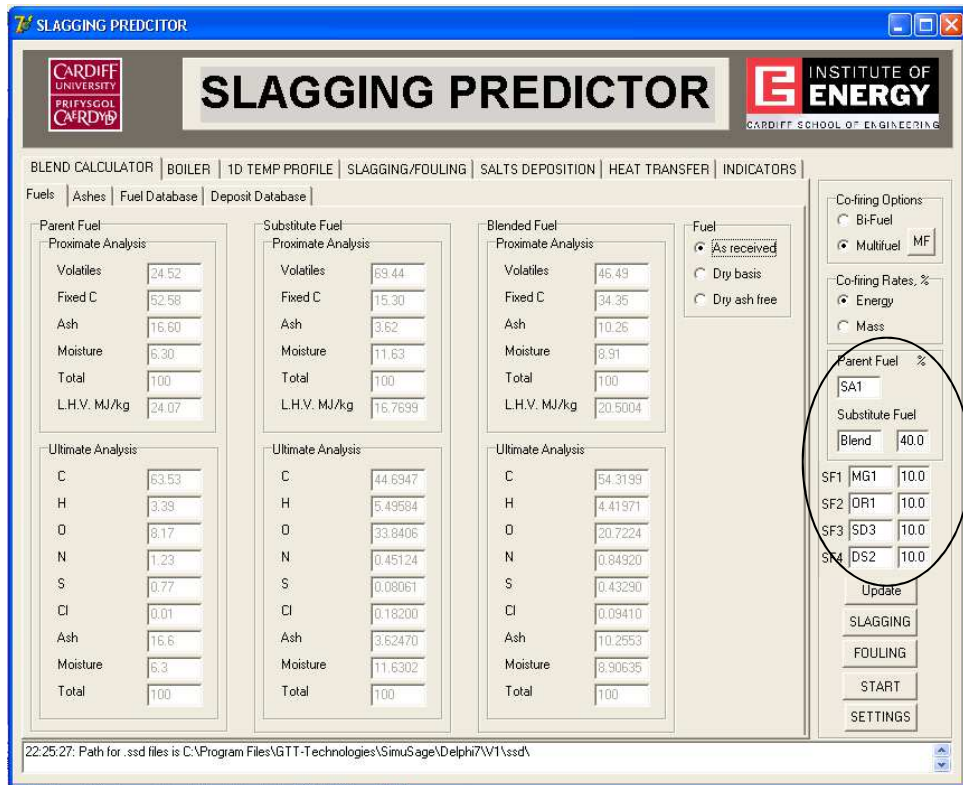 SLAGGING PREDCITOR
CARDIFF
UNIVERSITY
PRIFYSGOL
CAERDYDD
SLAGGING PREDICTOR
INSTITUTE OF
ENERGY
CARDIFF SCHOOL OF ENGINEERING
BLEND CALCULATOR BOILER 1D TEMP PROFILE SLAGGING/FOULING SALTS DEPOSITION HEAT TRANSFER INDICATORS
Fuels Ashes Fuel Database Deposit Database
Parent Fuel
Proximate Analysis
Volatiles 24.52
Fixed C 52.58
Ash 16.60
Moisture 6.30
Total 100
L.H.V. MJ/kg 24.07
Ultimate Analysis
C 63.53
H 3.39
O 8.17
N 1.23
S 0.77
Cl 0.01
Ash 16.6
Moisture 6.3
Total 100
Substitute Fuel
Proximate Analysis
Volatiles 69.44
Fixed C 15.30
Ash 3.62
Moisture 11.63
Total 100
L.H.V. MJ/kg 16.7699
Ultimate Analysis
C 44.6947
H 5.49584
O 33.8406
N 0.45124
S 0.08061
Cl 0.18200
Ash 3.62470
Moisture 11.6302
Total 100
Blended Fuel
Proximate Analysis
Volatiles 46.49
Fixed C 34.35
Ash 10.26
Moisture 8.91
Total 100
L.H.V. MJ/kg 20.5004
Ultimate Analysis
C 54.3199
H 4.41971
O 20.7224
N 0.84920
S 0.43290
Cl 0.09410
Ash 10.2553
Moisture 8.90635
Total 100
Fuel
As received
Dry basis
Dry ash free
Co-firing Options
Bi-Fuel
Multifuel MF
Co-firing Rates, %
Energy
Mass
Parent Fuel %
SA1
Substitute Fuel
Blend 40.0
SF1 MG1 10.0
SF2 OR1 10.0
SF3 SD3 10.0
SF4 DS2 10.0
Update
SLAGGING
FOULING
START
SETTINGS
22:25:27: Path for .ssd files is C:\Program Files\GTT-Technologies\SimuSage\Delphi7\V1\ssd\